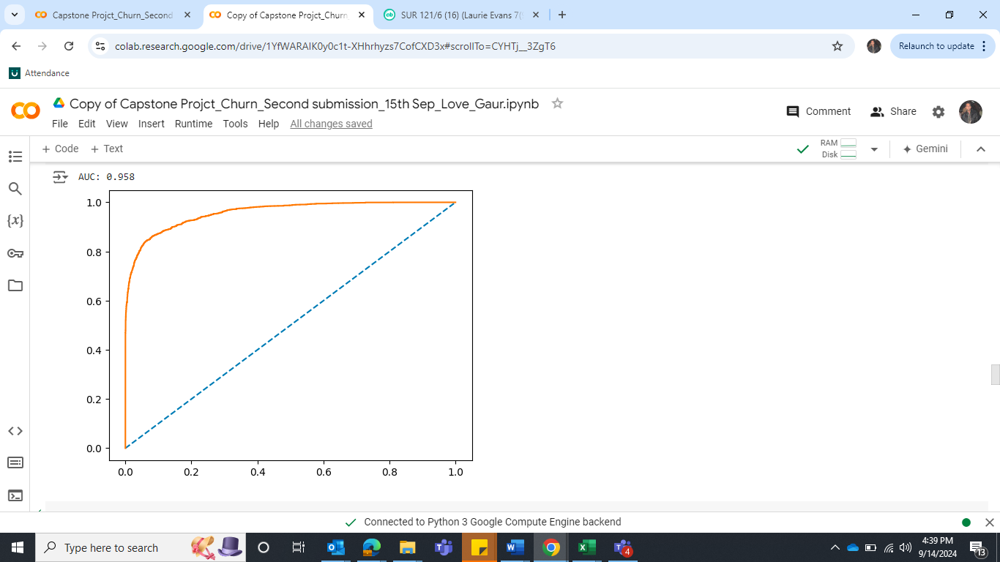 Capstone Projct_Churn_Second
Copy of Capstone Projct_Churn
cb
SUR 121/6 (16) (Laurie Evans 7(
colab.research.google.com/drive/1YfWARAIK0y0c1t-XHhrhyzs7CofCXD3x#scrollTo=CYHTj__3ZgT6
Relaunch to update
Attendance
Copy of Capstone Projct_Churn_Second submission_15th Sep_Love_Gaur.ipynb
Comment
Share
File Edit View Insert Runtime Tools Help All changes saved
+ Code + Text
RAM
Disk
Gemini
{x}
AUC: 0.958
1.0
0.8
0.6
0.4
0.2
0.0
0.0 0.2 0.4 0.6 0.8 1.0
Connected to Python 3 Google Compute Engine backend
Type here to search
4
4:39 PM
9/14/2024
13